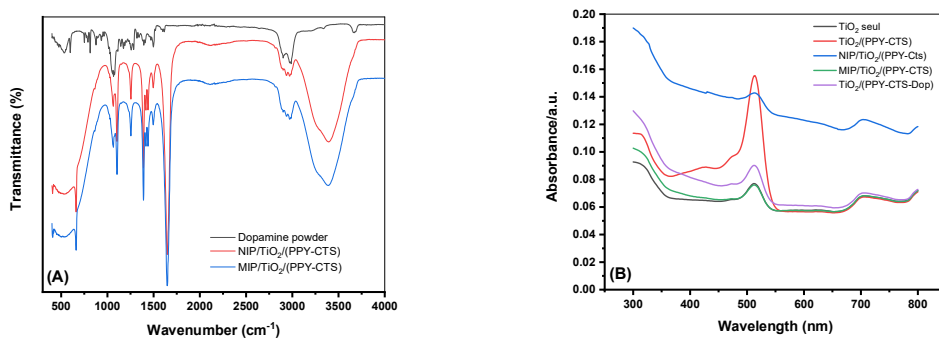 Transmittance (%)
Dopamine powder
NIP/TiO₂/(PPY-CTS)
MIP/TiO₂/(PPY-CTS)
(A)
500 1000 1500 2000 2500 3000 3500 4000
Wavenumber (cm⁻¹)
Absorbance/a.u.
0.20
0.18
0.16
0.14
0.12
0.10
0.08
0.06
0.04
0.02
0.00
TiO₂ seul
TiO₂/(PPY-CTS)
NIP/TiO₂/(PPY-Cts)
MIP/TiO₂/(PPY-CTS)
TiO₂/(PPY-CTS-Dop)
(B)
300 400 500 600 700 800
Wavelength (nm)